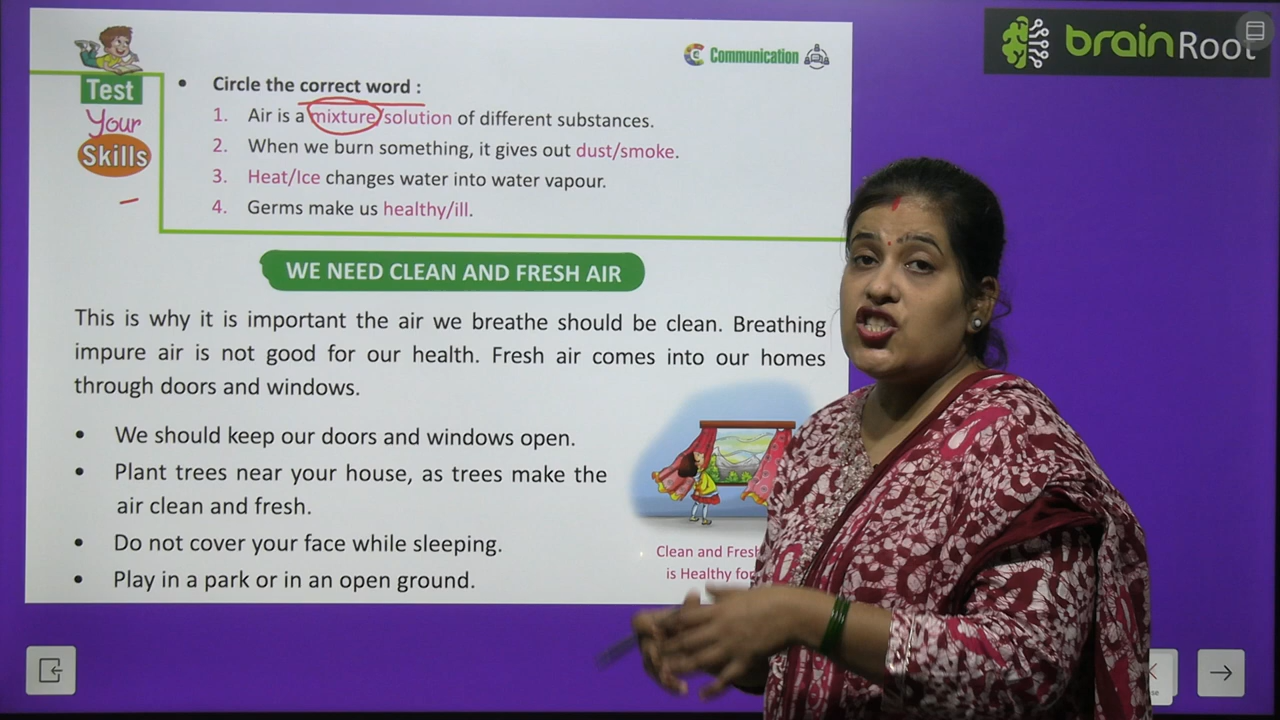 brainRoot
Communication
Test
Your
Skills
• Circle the correct word :
1. Air is a mixture/solution of different substances.
2. When we burn something, it gives out dust/smoke.
3. Heat/Ice changes water into water vapour.
4. Germs make us healthy/ill.
WE NEED CLEAN AND FRESH AIR
This is why it is important the air we breathe should be clean. Breathing
impure air is not good for our health. Fresh air comes into our homes
through doors and windows.
• We should keep our doors and windows open.
• Plant trees near your house, as trees make the
air clean and fresh.
• Do not cover your face while sleeping.
• Play in a park or in an open ground.
Clean and Fresh
is Healthy for